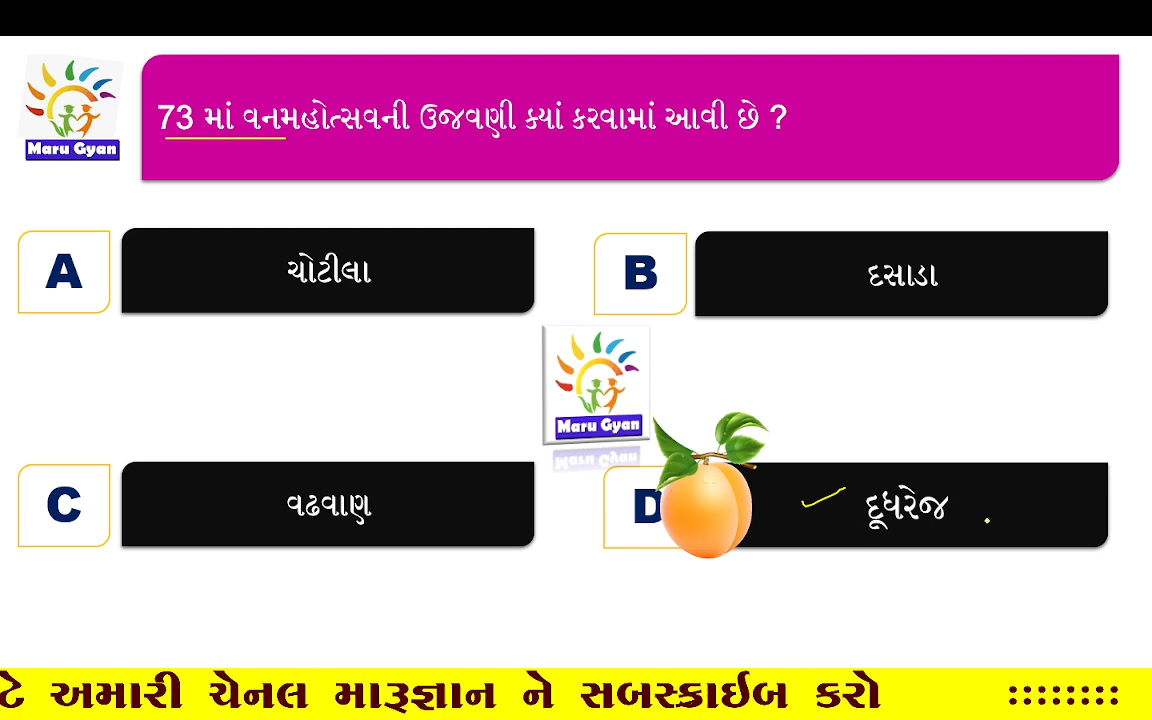 Maru Gyan
73 માં વનમહોત્સવની ઉજવણી ક્યાં કરવામાં આવી છે ?
A
ચોટીલા
B
દસાડા
Maru Gyan
C
વઢવાણ
D
દૂધરેજ
ટે અમારી ચેનલ મારૂજ્ઞાન ને સબસ્ક્રાઈબ કરો ::::::::